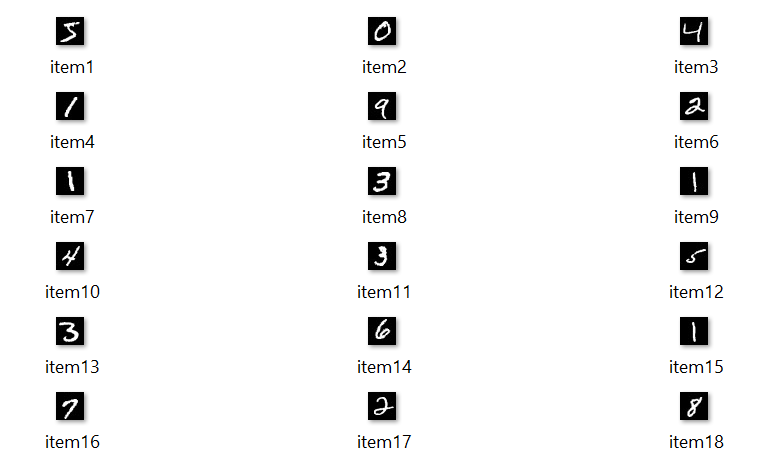 5 0 4
item1 item2 item3
1 9 2
item4 item5 item6
1 3 1
item7 item8 item9
4 3 5
item10 item11 item12
3 6 1
item13 item14 item15
7 2 8
item16 item17 item18